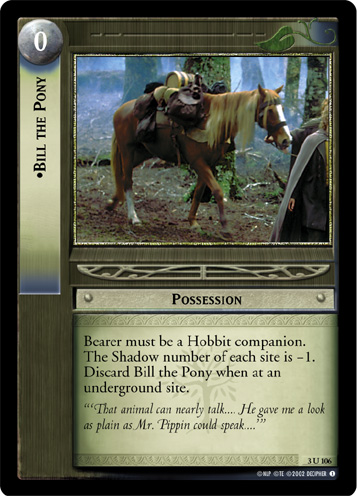 0
•Bill the Pony
Possession
Bearer must be a Hobbit companion.
The Shadow number of each site is –1.
Discard Bill the Pony when at an
underground site.
“‘That animal can nearly talk.... He gave me a look
as plain as Mr. Pippin could speak....’”
3 U 106
©NLP ©TE ©2002 DECIPHER